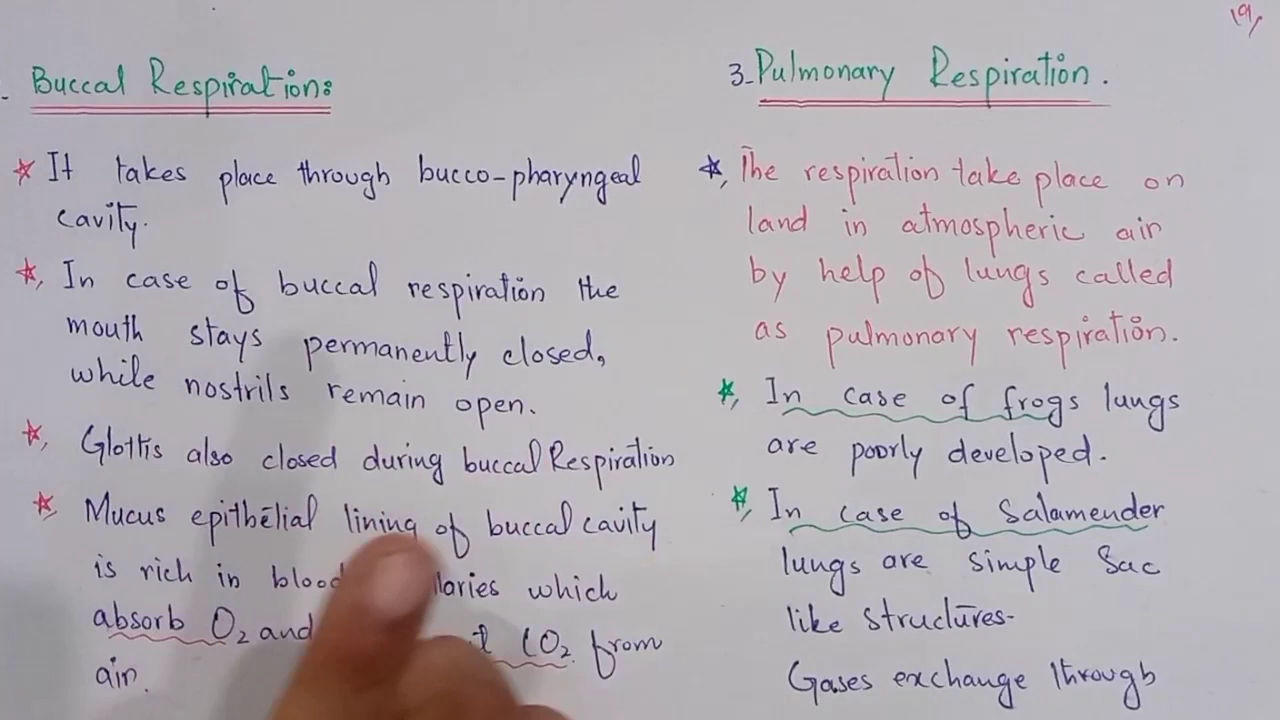 19/
Buccal Respiration:
★ It takes place through bucco-pharyngeal
cavity.
★, In case of buccal respiration the
mouth stays permanently closed,
while nostrils remain open.
★, Glottis also closed during buccal Respiration
★, Mucus epithelial lining of buccal cavity
is rich in blood which
absorb O₂ and CO₂ from
air.
3- Pulmonary Respiration.
★, The respiration take place on
land in atmospheric air
by help of lungs called
as pulmonary respiration.
★, In case of frogs lungs
are poorly developed.
★, In case of Salamender
lungs are simple Sac
like structures-
Gases exchange through